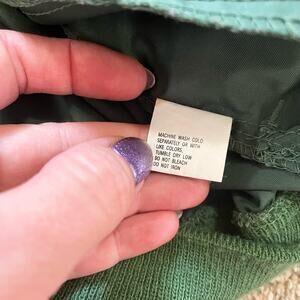 MACHINE WASH COLD
SEPARATELY OR WITH
LIKE COLORS.
TUMBLE DRY LOW
DO NOT BLEACH
DO NOT IRON